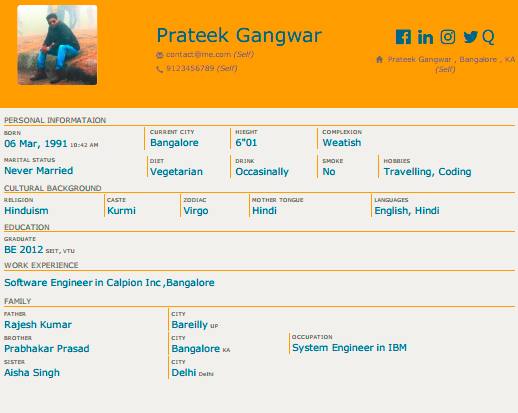 Prateek Gangwar
contact@me.com (Self)
9123456789 (Self)
Prateek Gangwar , Bangalore , KA
(Self)
PERSONAL INFORMATAION
BORN CURRENT CITY HIEGHT COMPLEXION
06 Mar, 1991 10:42 AM Bangalore 6"01 Weatish
MARITAL STATUS DIET DRINK SMOKE HOBBIES
Never Married Vegetarian Occasinally No Travelling, Coding
CULTURAL BACKGROUND
RELIGION CASTE ZODIAC MOTHER TONGUE LANGUAGES
Hinduism Kurmi Virgo Hindi English, Hindi
EDUCATION
GRADUATE
BE 2012 SEIT, VTU
WORK EXPERIENCE
Software Engineer in Calpion Inc ,Bangalore
FAMILY
FATHER CITY
Rajesh Kumar Bareilly UP
BROTHER CITY OCCUPATION
Prabhakar Prasad Bangalore KA System Engineer in IBM
SISTER CITY
Aisha Singh Delhi Delhi